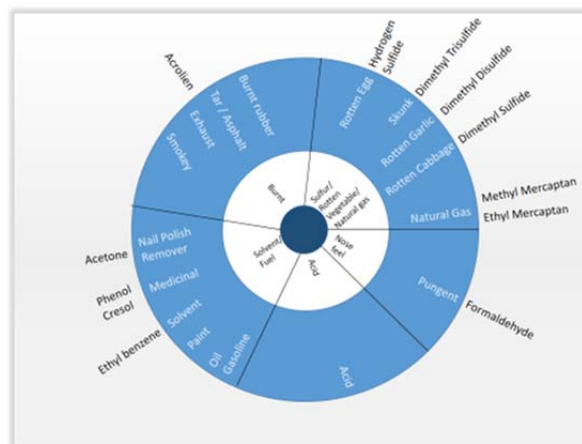 Hydrogen
Sulfide
Dimethyl Trisulfide
Dimethyl Disulfide
Dimethyl Sulfide
Methyl Mercaptan
Ethyl Mercaptan
Formaldehyde
Acrolien
Acetone
Phenol
Cresol
Ethyl benzene
Rotten Egg
Skunk
Rotten Garlic
Rotten Cabbage
Natural Gas
Pungent
Acid
Gasoline
Oil
Paint
Solvent
Medicinal
Nail Polish
Remover
Smokey
Exhaust
Tar / Asphalt
Burnt rubber
Burnt
Sulfur/
Rotten
Vegetable/
Natural gas
Nose
feel
Acid
Solvent/
Fuel